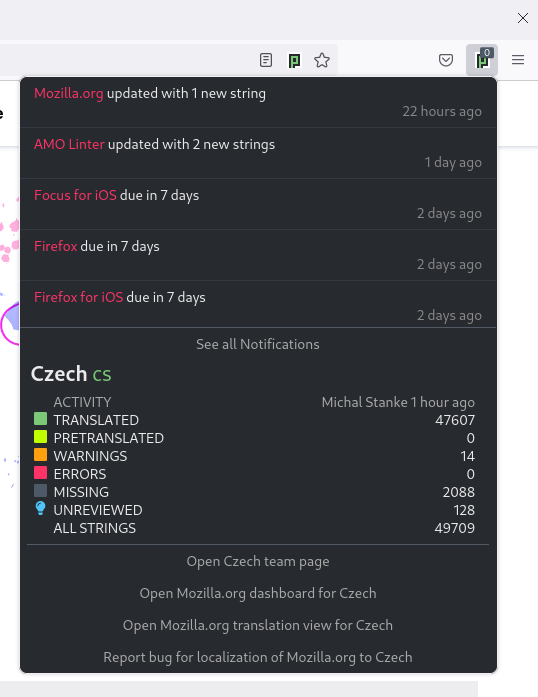 0
e
Mozilla.org updated with 1 new string
22 hours ago
AMO Linter updated with 2 new strings
1 day ago
Focus for iOS due in 7 days
2 days ago
Firefox due in 7 days
2 days ago
Firefox for iOS due in 7 days
2 days ago
See all Notifications
Czech cs
ACTIVITY Michal Stanke 1 hour ago
TRANSLATED 47607
PRETRANSLATED 0
WARNINGS 14
ERRORS 0
MISSING 2088
UNREVIEWED 128
ALL STRINGS 49709
Open Czech team page
Open Mozilla.org dashboard for Czech
Open Mozilla.org translation view for Czech
Report bug for localization of Mozilla.org to Czech